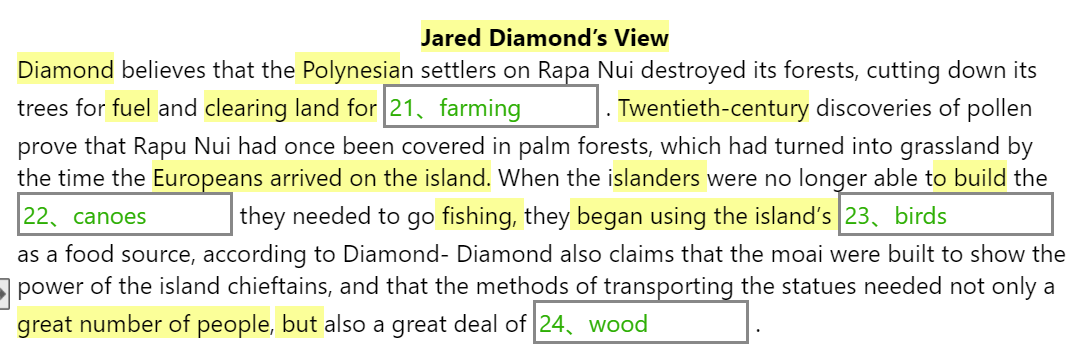 Jared Diamond's View
Diamond believes that the Polynesian settlers on Rapa Nui destroyed its forests, cutting down its
trees for fuel and clearing land for 21、farming . Twentieth-century discoveries of pollen
prove that Rapu Nui had once been covered in palm forests, which had turned into grassland by
the time the Europeans arrived on the island. When the islanders were no longer able to build the
22、canoes they needed to go fishing, they began using the island's 23、birds
as a food source, according to Diamond- Diamond also claims that the moai were built to show the
power of the island chieftains, and that the methods of transporting the statues needed not only a
great number of people, but also a great deal of 24、wood .